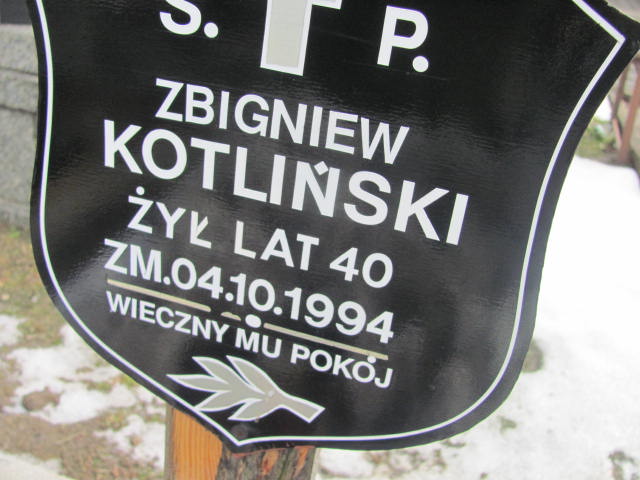 Ś. P.
ZBIGNIEW
KOTLIŃSKI
ŻYŁ LAT 40
ZM.04.10.1994
WIECZNY MU POKÓJ